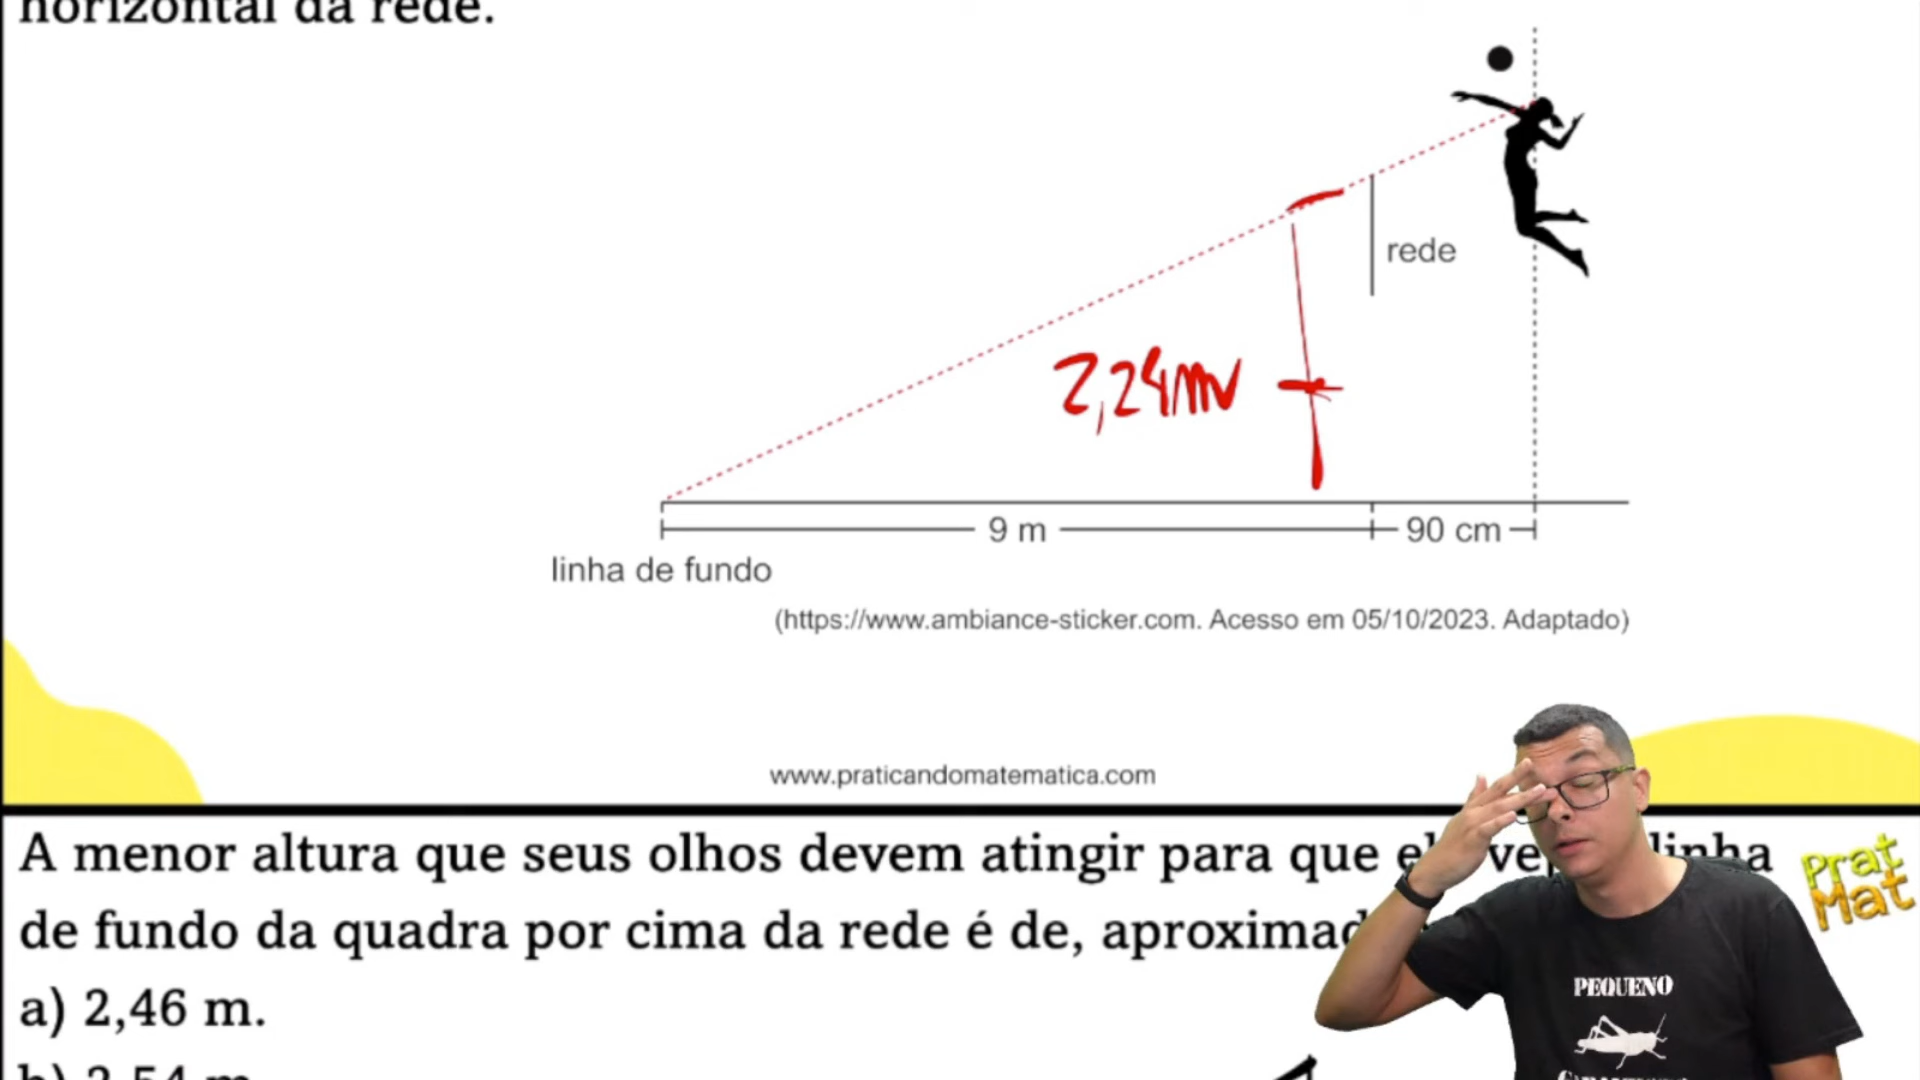 horizontal da rede.
rede
2,24m
9 m
90 cm
linha de fundo
(https://www.ambiance-sticker.com. Acesso em 05/10/2023. Adaptado)
www.praticandomatematica.com
A menor altura que seus olhos devem atingir para que linha
de fundo da quadra por cima da rede é de,
a) 2,46 m.
b) 2,54 m
Prat
Mat
PEQUENO